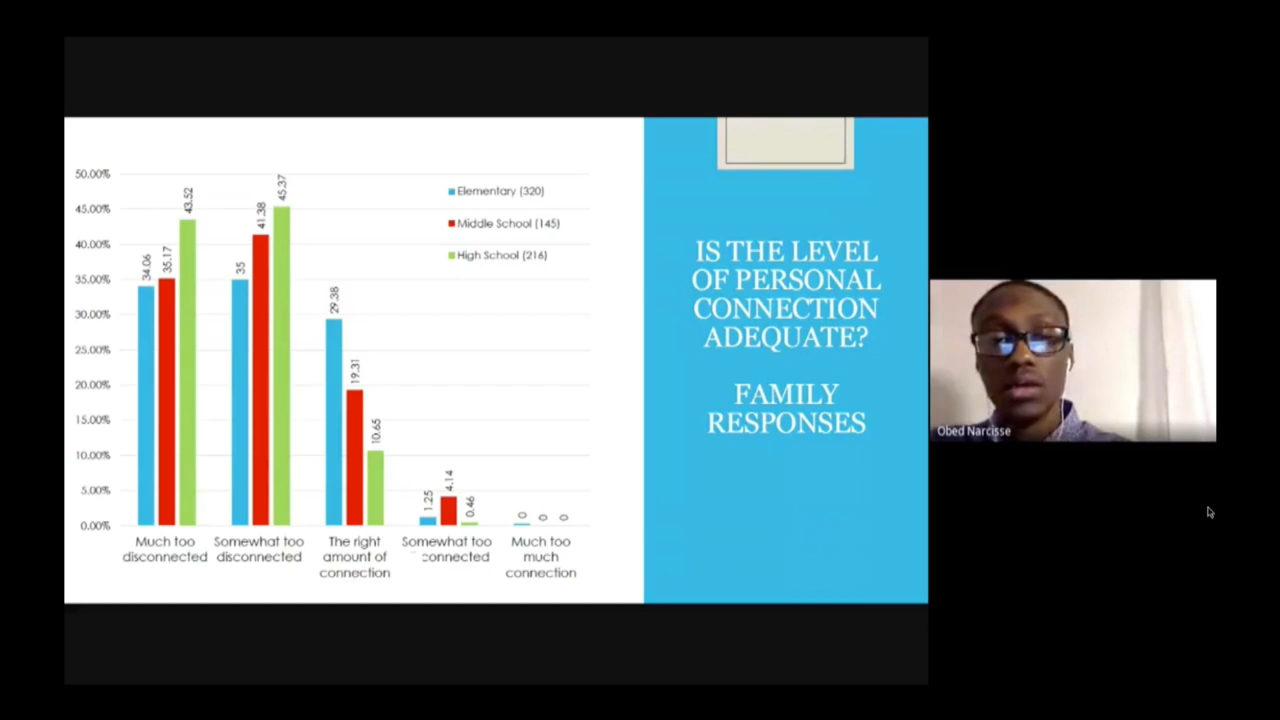 50.00%
45.00%
40.00%
35.00%
30.00%
25.00%
20.00%
15.00%
10.00%
5.00%
0.00%
34.06
35.17
43.52
35
41.38
45.37
29.38
19.31
10.65
1.25
4.14
0.46
0
0
0
Elementary (320)
Middle School (145)
High School (216)
Much too
disconnected
Somewhat too
disconnected
The right
amount of
connection
Somewhat too
connected
Much too
much
connection
IS THE LEVEL
OF PERSONAL
CONNECTION
ADEQUATE?
FAMILY
RESPONSES
Obed Narcisse